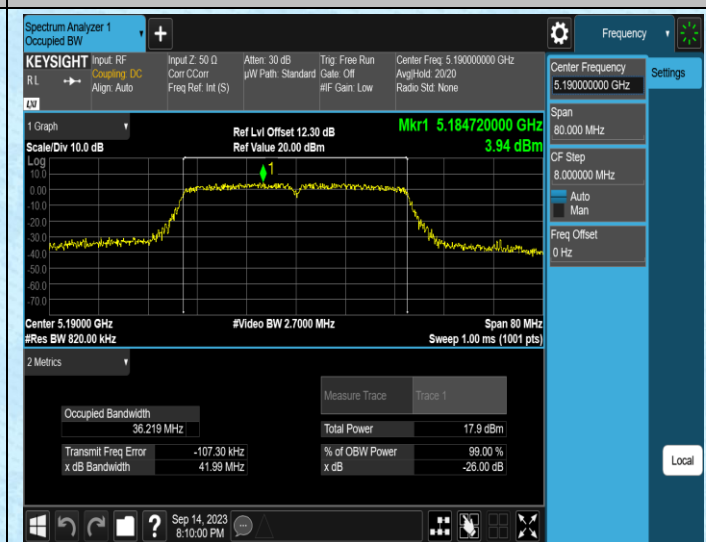 Spectrum Analyzer 1
Occupied BW
+
Frequency
KEYSIGHT
RL
LXI
Input: RF
Coupling: DC
Align: Auto
Input Z: 50 Ω
Corr CCorr
Freq Ref: Int (S)
Atten: 30 dB
µW Path: Standard
Trig: Free Run
Gate: Off
#IF Gain: Low
Center Freq: 5.190000000 GHz
Avg|Hold: 20/20
Radio Std: None
Center Frequency
5.190000000 GHz
Settings
Span
80.000 MHz
CF Step
8.000000 MHz
Auto
Man
Freq Offset
0 Hz
1 Graph
Scale/Div 10.0 dB
Ref Lvl Offset 12.30 dB
Ref Value 20.00 dBm
Mkr1 5.184720000 GHz
3.94 dBm
Log
10.0
0.00
-10.0
-20.0
-30.0
-40.0
-50.0
-60.0
-70.0
1
Center 5.19000 GHz
#Res BW 820.00 kHz
#Video BW 2.7000 MHz
Span 80 MHz
Sweep 1.00 ms (1001 pts)
2 Metrics
Measure Trace Trace 1
Occupied Bandwidth
36.219 MHz
Total Power 17.9 dBm
Transmit Freq Error -107.30 kHz
% of OBW Power 99.00 %
x dB Bandwidth 41.99 MHz
x dB -26.00 dB
Local
?
Sep 14, 2023
8:10:00 PM